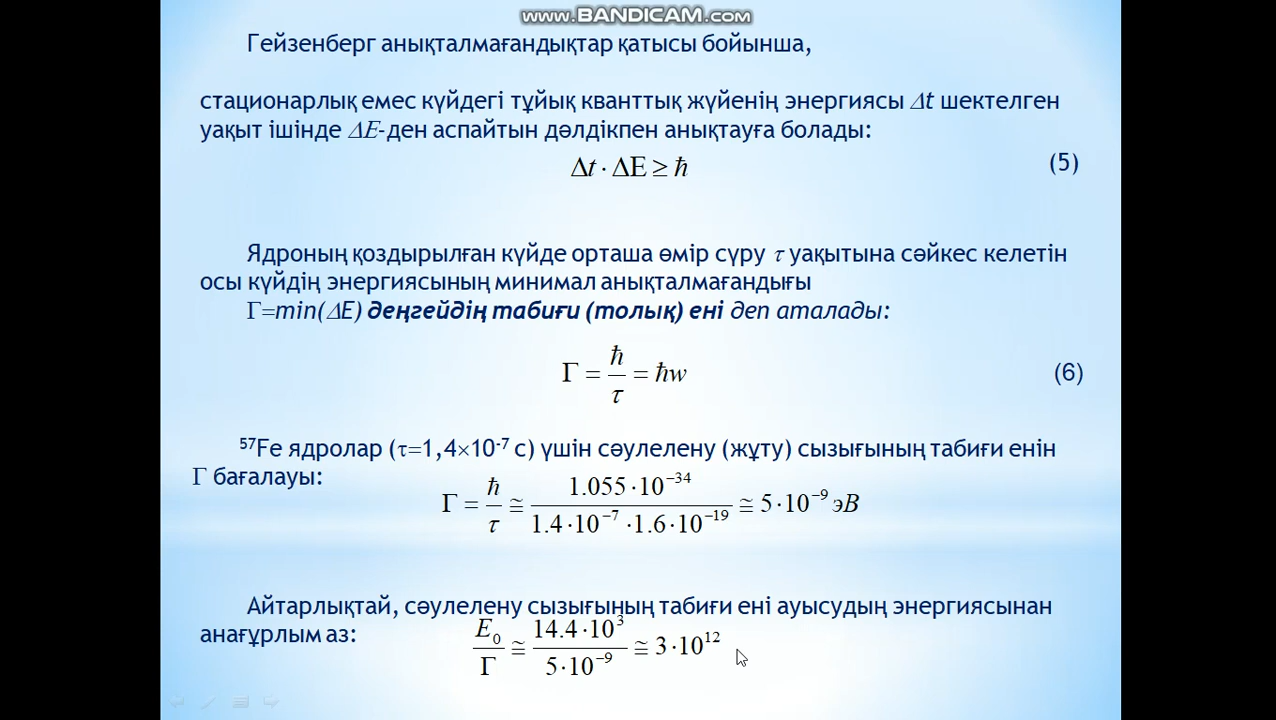 www.BANDICAM.com
Гейзенберг анықталмағандықтар қатысы бойынша,
стационарлық емес күйдегі тұйық кванттық жүйенің энергиясы Δt шектелген
уақыт ішінде ΔE-ден аспайтын дәлдікпен анықтауға болады:
Δt · ΔE ≥ ħ (5)
Ядроның қоздырылған күйде орташа өмір сүру τ уақытына сәйкес келетін
осы күйдің энергиясының минимал анықталмағандығы
Γ=min(ΔE) деңгейдің табиғи (толық) ені деп аталады:
Γ = ħ/τ = ħw (6)
⁵⁷Fe ядролар (τ=1,4×10⁻⁷ с) үшін сәулелену (жұту) сызығының табиғи енін
Γ бағалауы:
Γ = ħ/τ ≅ 1.055·10⁻³⁴/1.4·10⁻⁷·1.6·10⁻¹⁹ ≅ 5·10⁻⁹ эВ
Айтарлықтай, сәулелену сызығының табиғи ені ауысудың энергиясынан
анағұрлым аз:
E₀/Γ ≅ 14.4·10³/5·10⁻⁹ ≅ 3·10¹²